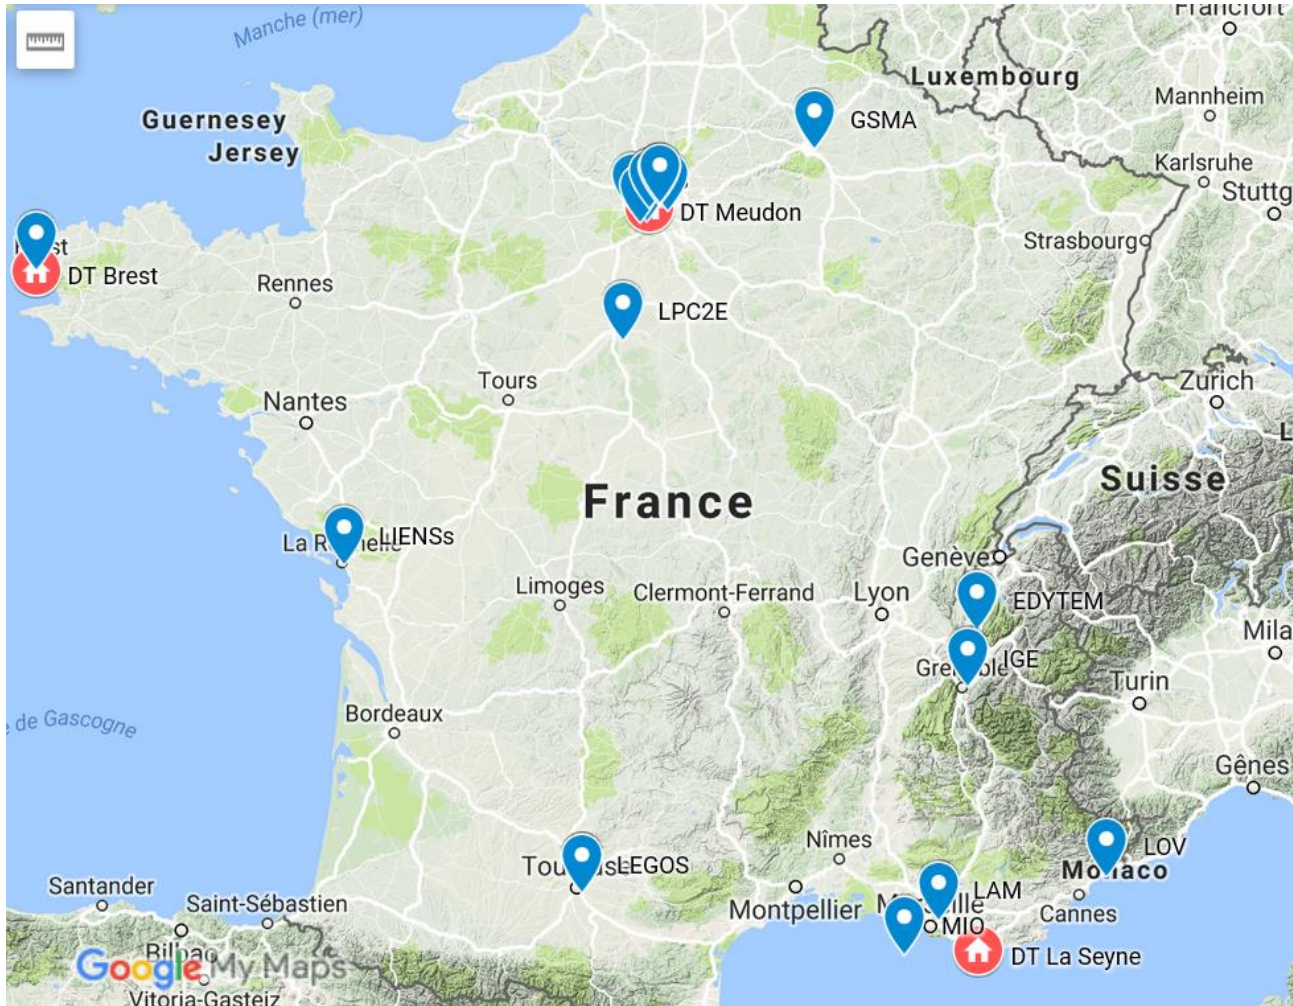 Francfort
Manche (mer)
Luxembourg
Mannheim
GSMA
Guernesey
Jersey
Karlsruhe
Stuttg
DT Meudon
Strasbourg
DT Brest
Rennes
LPC2E
Tours
Zurich
Nantes
France
Suisse
LIENSs
Genève
Limoges
Clermont-Ferrand
Lyon
EDYTEM
Mila
IGE
Grenoble
Turin
Bordeaux
e de Gascogne
Gênes
Nîmes
LOV
Monaco
LEGOS
LAM
Santander
Saint-Sébastien
Montpellier
Cannes
MIO
DT La Seyne
Bilbao
Google My Maps
Vitoria-Gasteiz